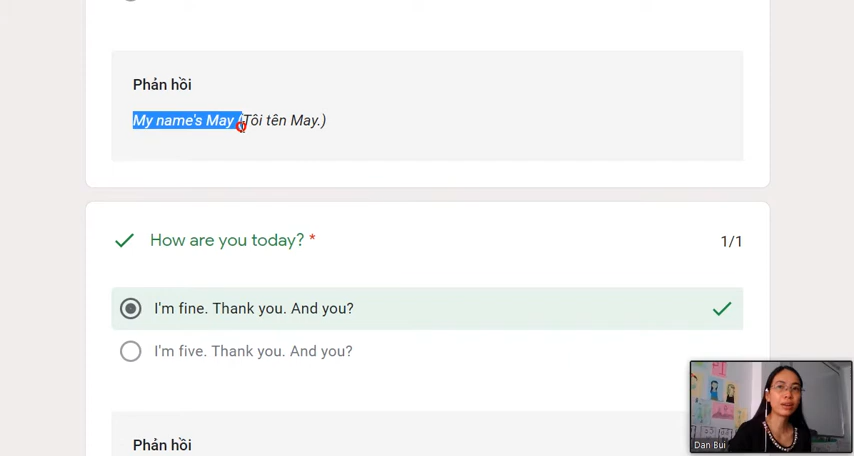 Phản hồi
My name's May (Tôi tên May.)
How are you today? *
1/1
I'm fine. Thank you. And you?
I'm five. Thank you. And you?
Phản hồi
Dan Bui